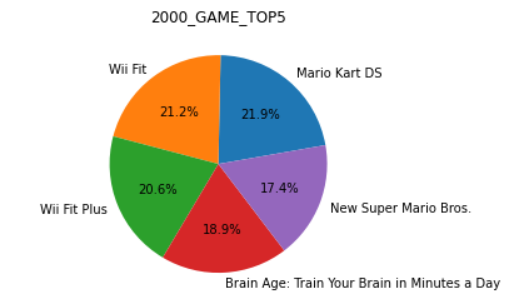 2000_GAME_TOP5
Wii Fit
Mario Kart DS
21.2%
21.9%
20.6%
17.4%
Wii Fit Plus
New Super Mario Bros.
18.9%
Brain Age: Train Your Brain in Minutes a Day